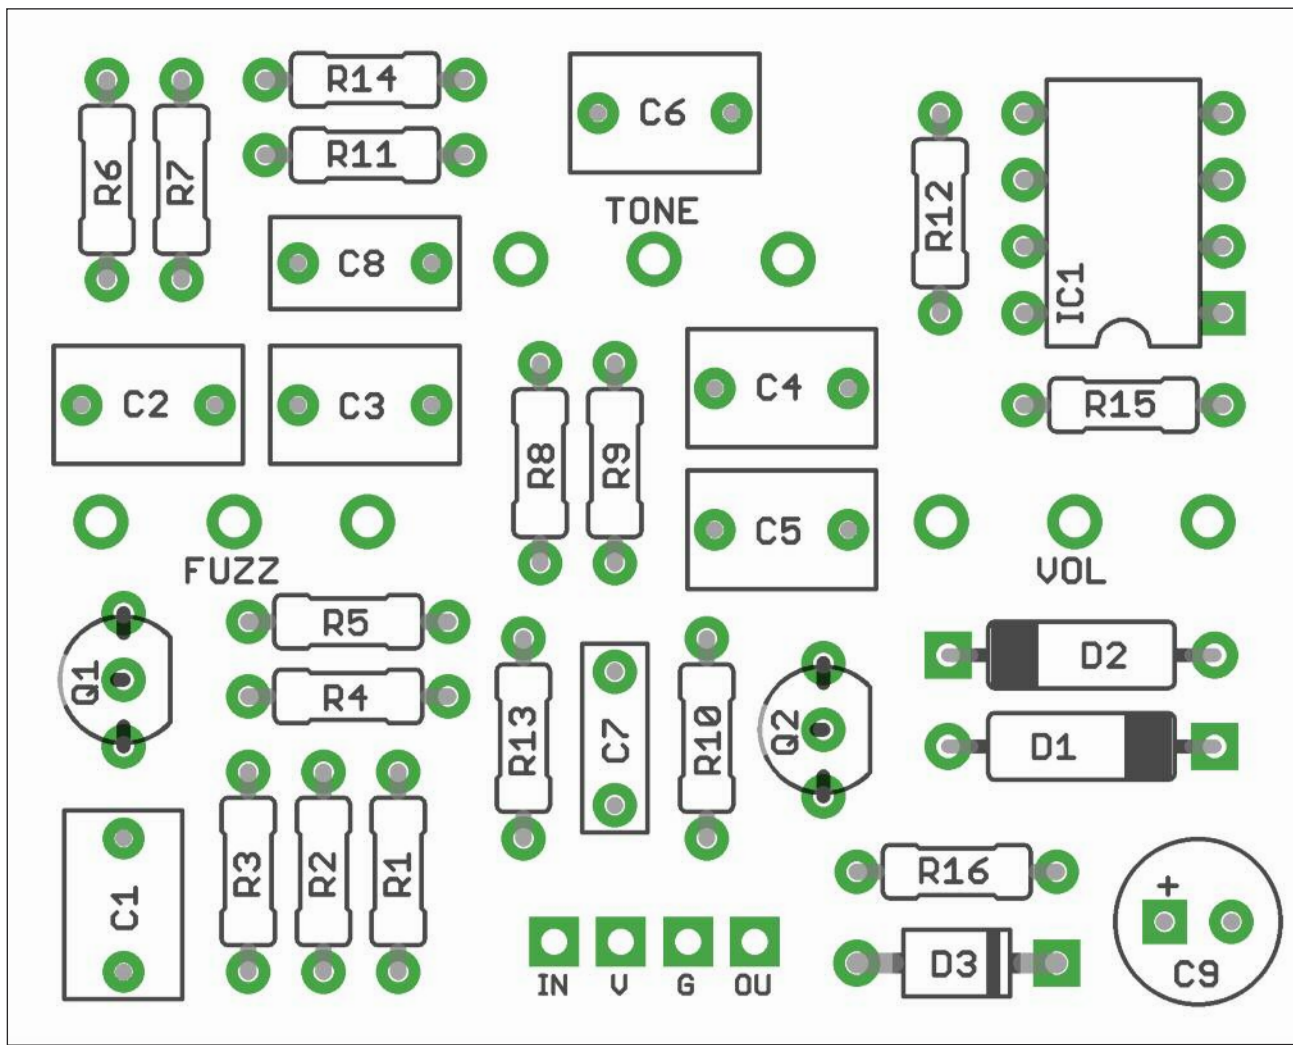 R14
C6
R11
R6
R7
R12
TONE
C8
IC1
C2
C3
C4
R15
R8
R9
C5
FUZZ
VOL
R5
D2
Q1
R4
R13
C7
R10
Q2
D1
R3
R2
R1
R16
+
C1
D3
C9
IN V G OU